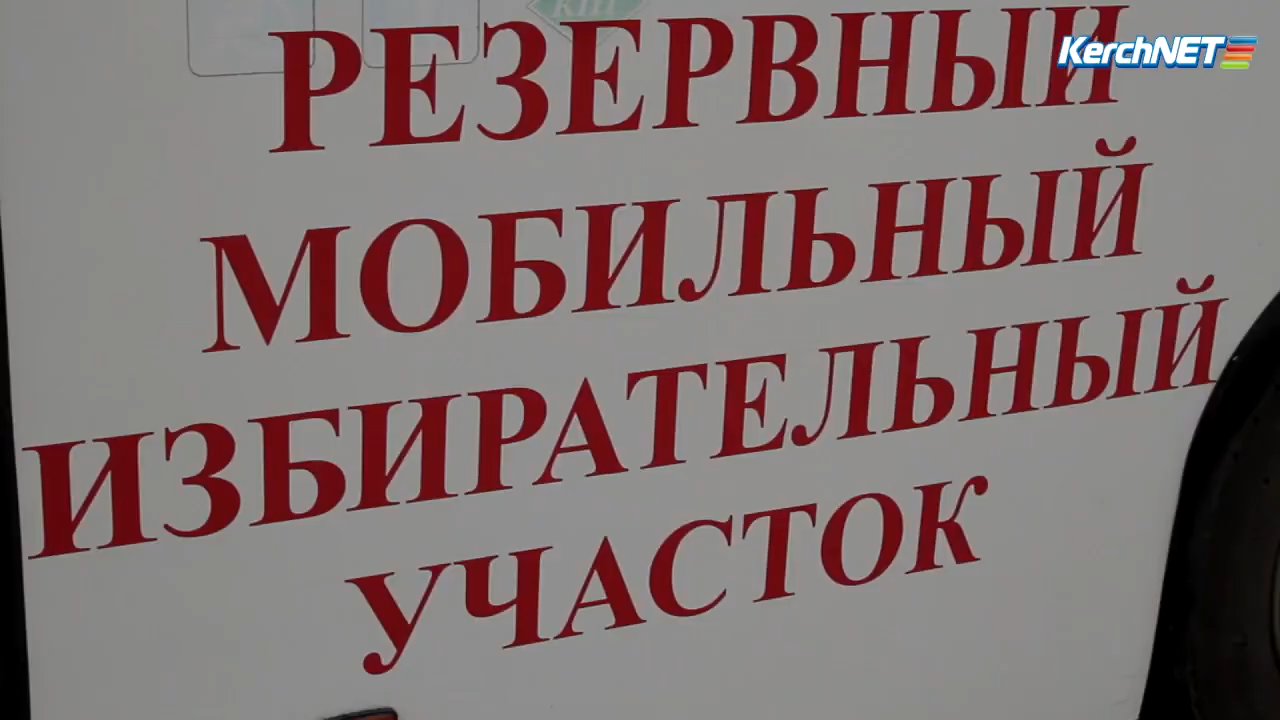 KerchNET
РЕЗЕРВНЫЙ
МОБИЛЬНЫЙ
ИЗБИРАТЕЛЬНЫЙ
УЧАСТОК